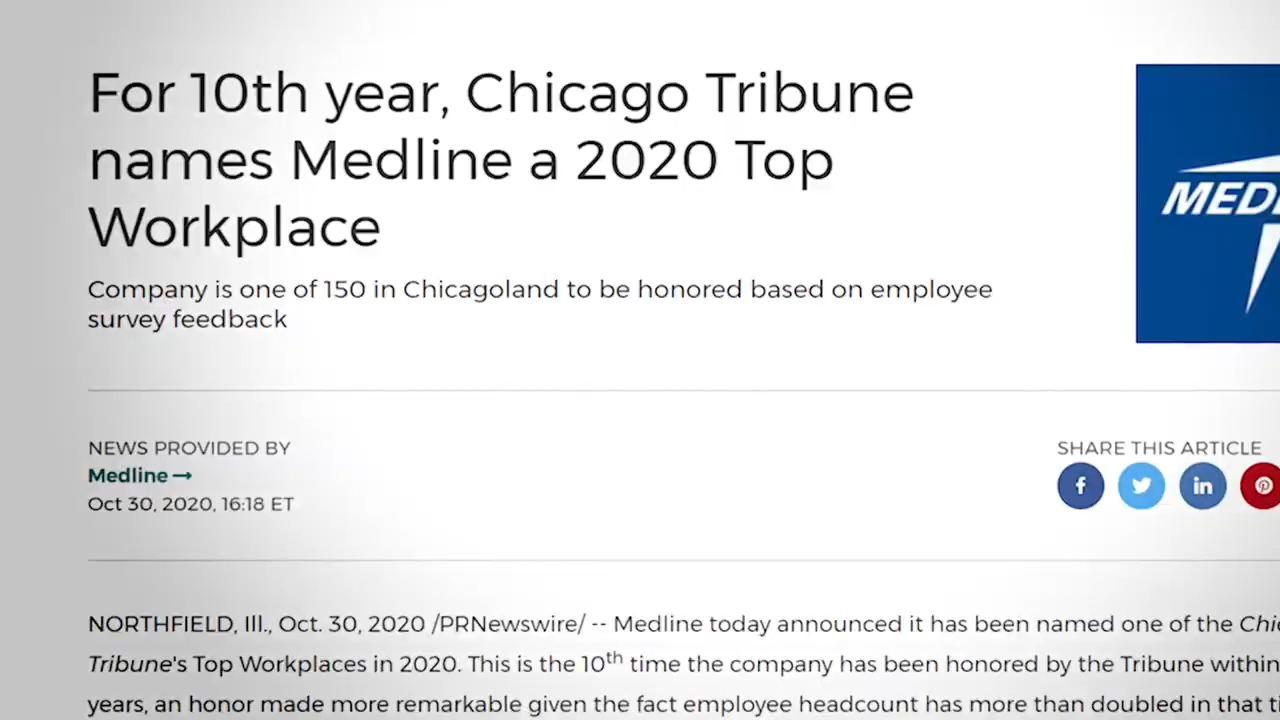 For 10th year, Chicago Tribune
names Medline a 2020 Top
Workplace
Company is one of 150 in Chicagoland to be honored based on employee
survey feedback
NEWS PROVIDED BY
Medline →
Oct 30, 2020, 16:18 ET
SHARE THIS ARTICLE
NORTHFIELD, Ill., Oct. 30, 2020 /PRNewswire/ -- Medline today announced it has been named one of the
Tribune's Top Workplaces in 2020. This is the 10th time the company has been honored by the Tribune within
years, an honor made more remarkable given the fact employee headcount has more than doubled in that